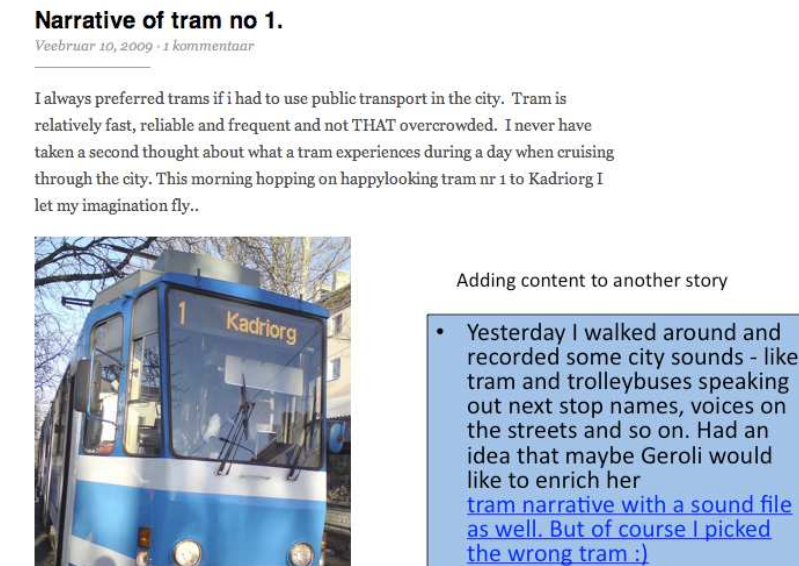 Narrative of tram no 1.
Veebruar 10, 2009 · 1 kommentaar
I always preferred trams if i had to use public transport in the city.  Tram is
relatively fast, reliable and frequent and not THAT overcrowded.  I never have
taken a second thought about what a tram experiences during a day when cruising
through the city. This morning hopping on happylooking tram nr 1 to Kadriorg I
let my imagination fly..
1 Kadriorg
Adding content to another story
• Yesterday I walked around and
recorded some city sounds - like
tram and trolleybuses speaking
out next stop names, voices on
the streets and so on. Had an
idea that maybe Geroli would
like to enrich her
tram narrative with a sound file
as well. But of course I picked
the wrong tram :)